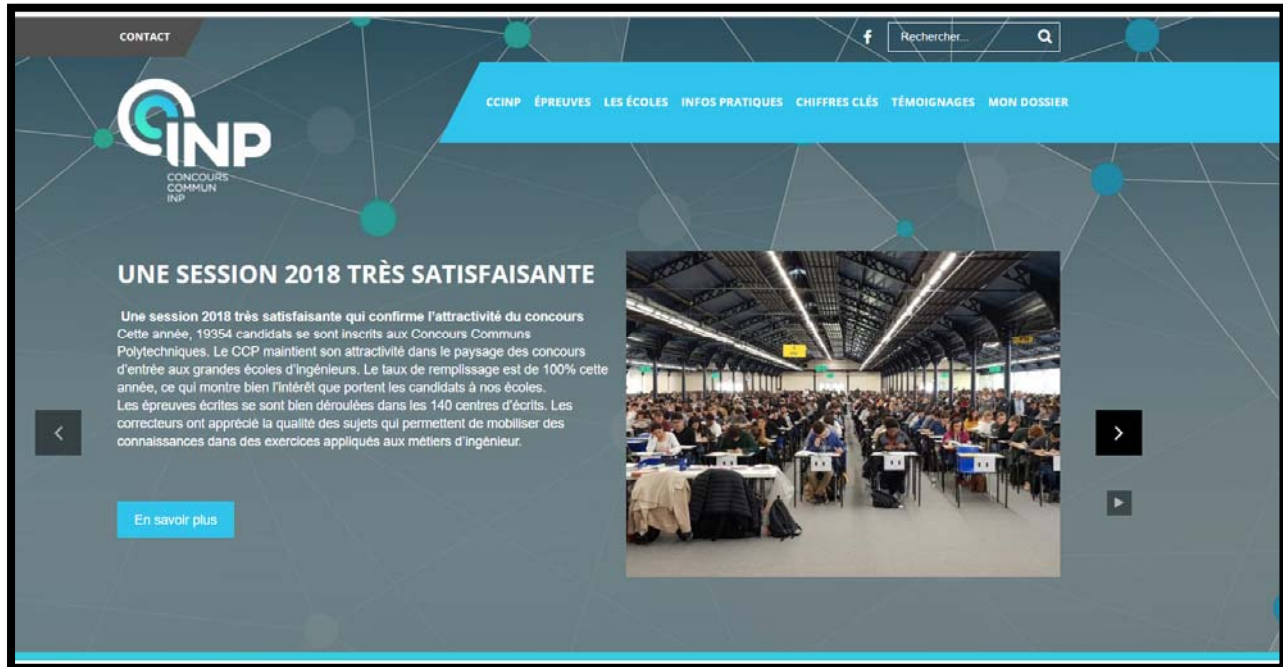 CONTACT
f
Rechercher...
CCINP ÉPREUVES LES ÉCOLES INFOS PRATIQUES CHIFFRES CLÉS TÉMOIGNAGES MON DOSSIER
CINP
CONCOURS
COMMUN
INP
UNE SESSION 2018 TRÈS SATISFAISANTE
Une session 2018 très satisfaisante qui confirme l'attractivité du concours
Cette année, 19354 candidats se sont inscrits aux Concours Communs
Polytechniques. Le CCP maintient son attractivité dans le paysage des concours
d'entrée aux grandes écoles d'ingénieurs. Le taux de remplissage est de 100% cette
année, ce qui montre bien l'intérêt que portent les candidats à nos écoles.
Les épreuves écrites se sont bien déroulées dans les 140 centres d'écrits. Les
correcteurs ont apprécié la qualité des sujets qui permettent de mobiliser des
connaissances dans des exercices appliqués aux métiers d'ingénieur.
En savoir plus